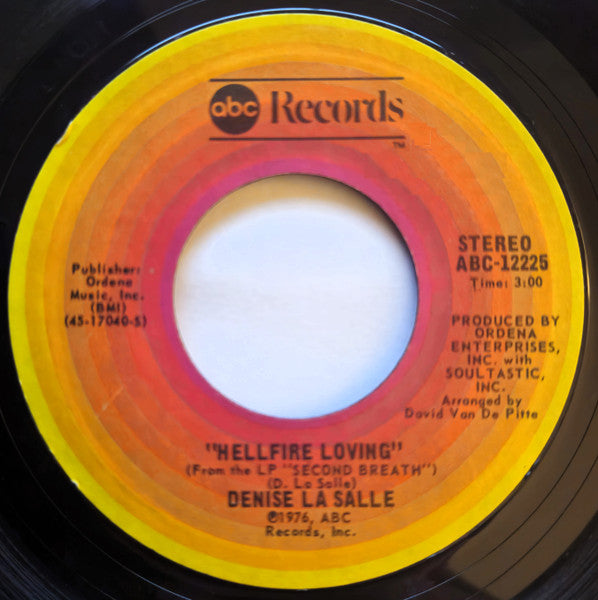 abc Records
TM
Publisher:
Ordena
Music, Inc.
(BMI)
(45-17040-S)
STEREO
ABC-12225
Time: 3:00
PRODUCED BY
ORDENA
ENTERPRISES,
INC. with
SOULTASTIC,
INC.
Arranged by
David Van De Pitte
"HELLFIRE LOVING"
(From the LP "SECOND BREATH")
(D. La Salle)
DENISE LA SALLE
℗1976, ABC
Records, Inc.